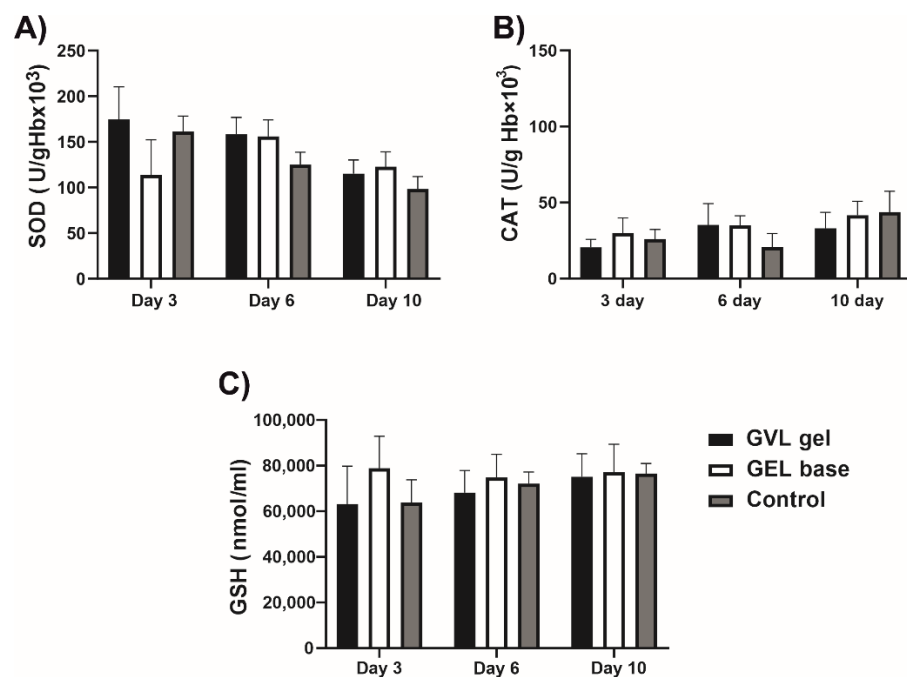 A)
SOD ( U/gHbx10³)
250
200
150
100
50
0
Day 3
Day 6
Day 10
B)
CAT (U/g Hb×10³)
150
100
50
0
3 day
6 day
10 day
C)
GSH ( nmol/ml)
100,000
80,000
60,000
40,000
20,000
0
Day 3
Day 6
Day 10
GVL gel
GEL base
Control